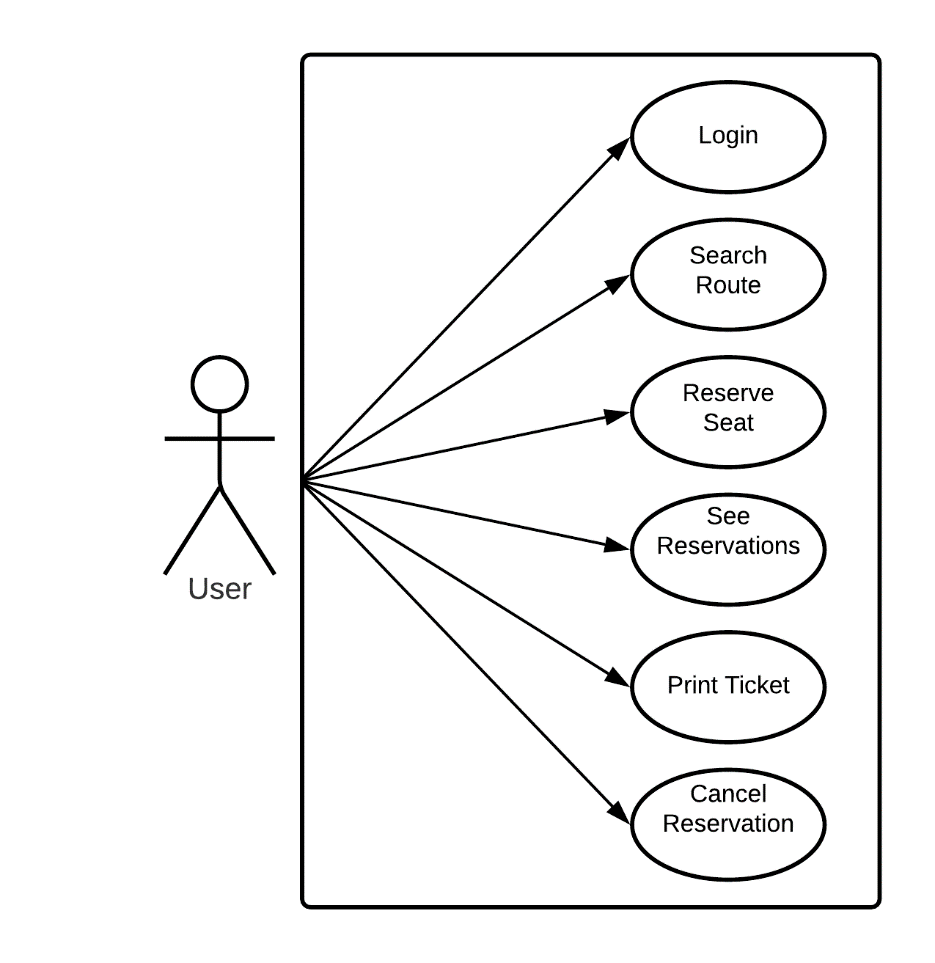 Login
Search
Route
Reserve
Seat
See
Reservations
User
Print Ticket
Cancel
Reservation